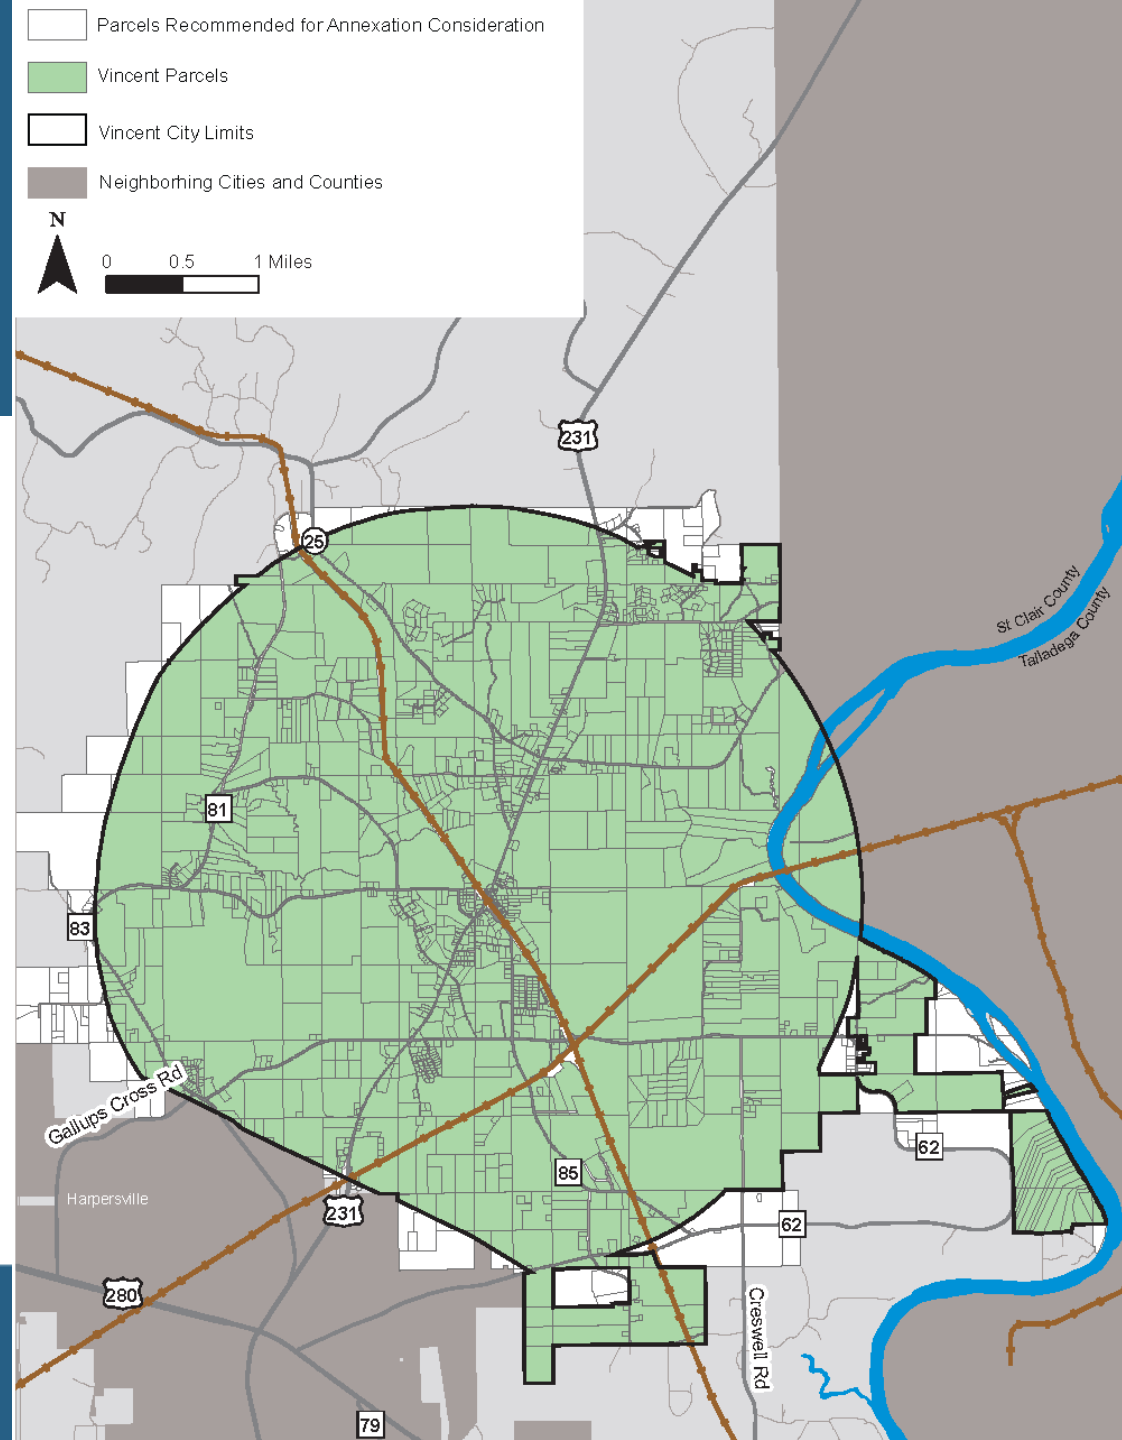 Parcels Recommended for Annexation Consideration
Vincent Parcels
Vincent City Limits
Neighborhing Cities and Counties
N
0 0.5 1 Miles
231
25
St Clair County
Talladega County
81
83
Gallups Cross Rd
62
85
Harpersville
231
62
280
Creswell Rd
79